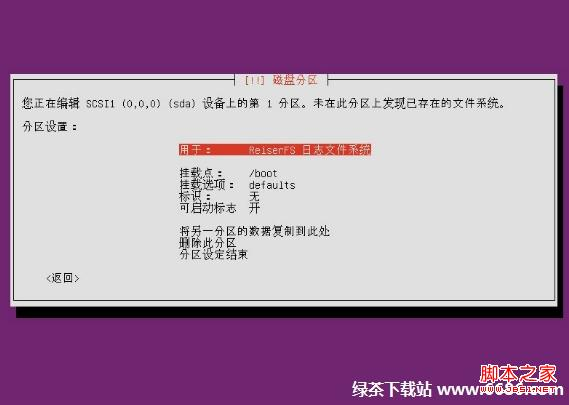 [!!] 磁盘分区
您正在编辑 SCSI1 (0,0,0) (sda) 设备上的第 1 分区。未在此分区上发现已存在的文件系统。
分区设置：
用于： ReiserFS 日志文件系统
挂载点： /boot
挂载选项： defaults
标识： 无
可启动标志 开
将另一分区的数据复制到此处
删除此分区
分区设定结束
<返回>
脚本之家
绿茶下载站